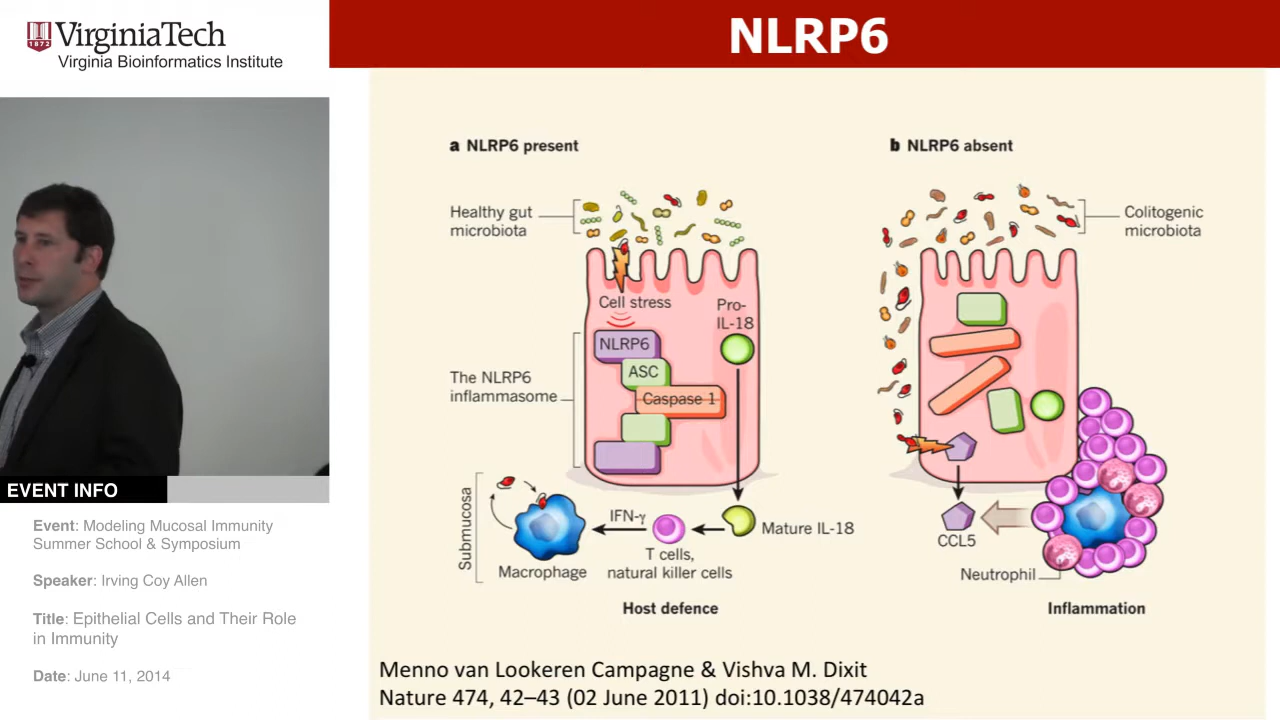 1872
VirginiaTech
Virginia Bioinformatics Institute
NLRP6
a NLRP6 present
b NLRP6 absent
Healthy gut
microbiota
Colitogenic
microbiota
Cell stress
Pro-
IL-18
NLRP6
ASC
Caspase 1
The NLRP6
inflammasome
Submucosa
IFN-γ
Mature IL-18
Macrophage
T cells,
natural killer cells
CCL5
Neutrophil
Host defence
Inflammation
Menno van Lookeren Campagne & Vishva M. Dixit
Nature 474, 42–43 (02 June 2011) doi:10.1038/474042a
EVENT INFO
Event: Modeling Mucosal Immunity
Summer School & Symposium
Speaker: Irving Coy Allen
Title: Epithelial Cells and Their Role
in Immunity
Date: June 11, 2014